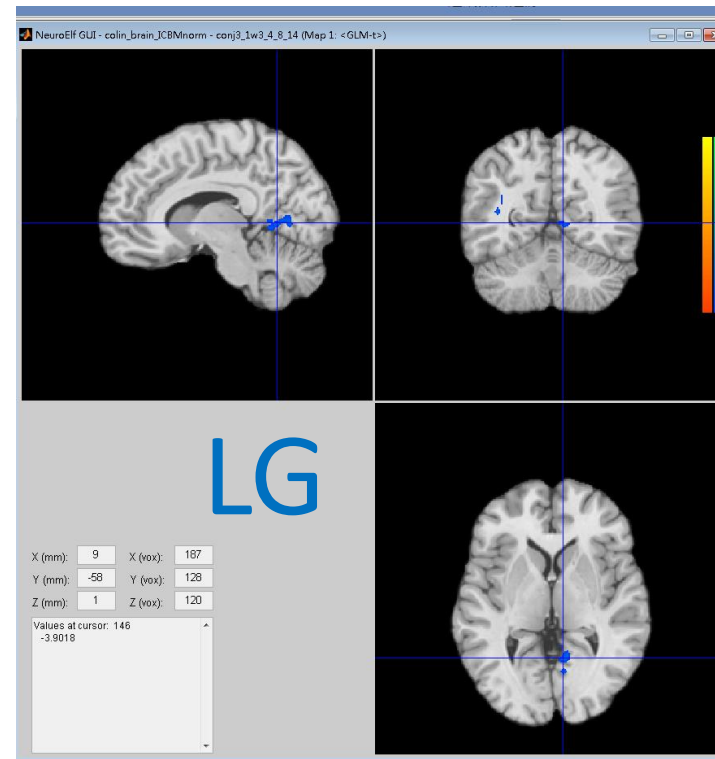 NeuroElf GUI - colin_brain_ICBMnorm - conj3_1w3_4_8_14 (Map 1: <GLM-t>)
LG
X (mm): 9 X (vox): 187
Y (mm): -58 Y (vox): 128
Z (mm): 1 Z (vox): 120
Values at cursor: 146
-3.9018